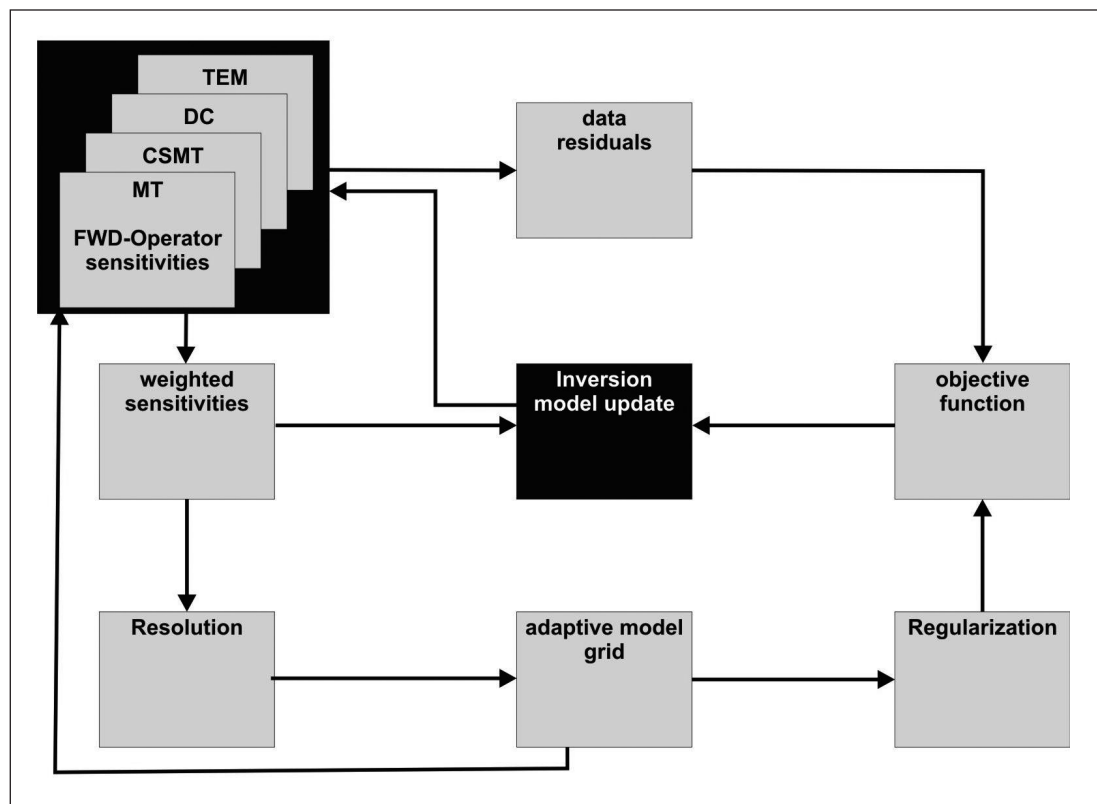 TEM
DC
CSMT
MT
FWD-Operator
sensitivities
data
residuals
weighted
sensitivities
Inversion
model update
objective
function
Resolution
adaptive model
grid
Regularization